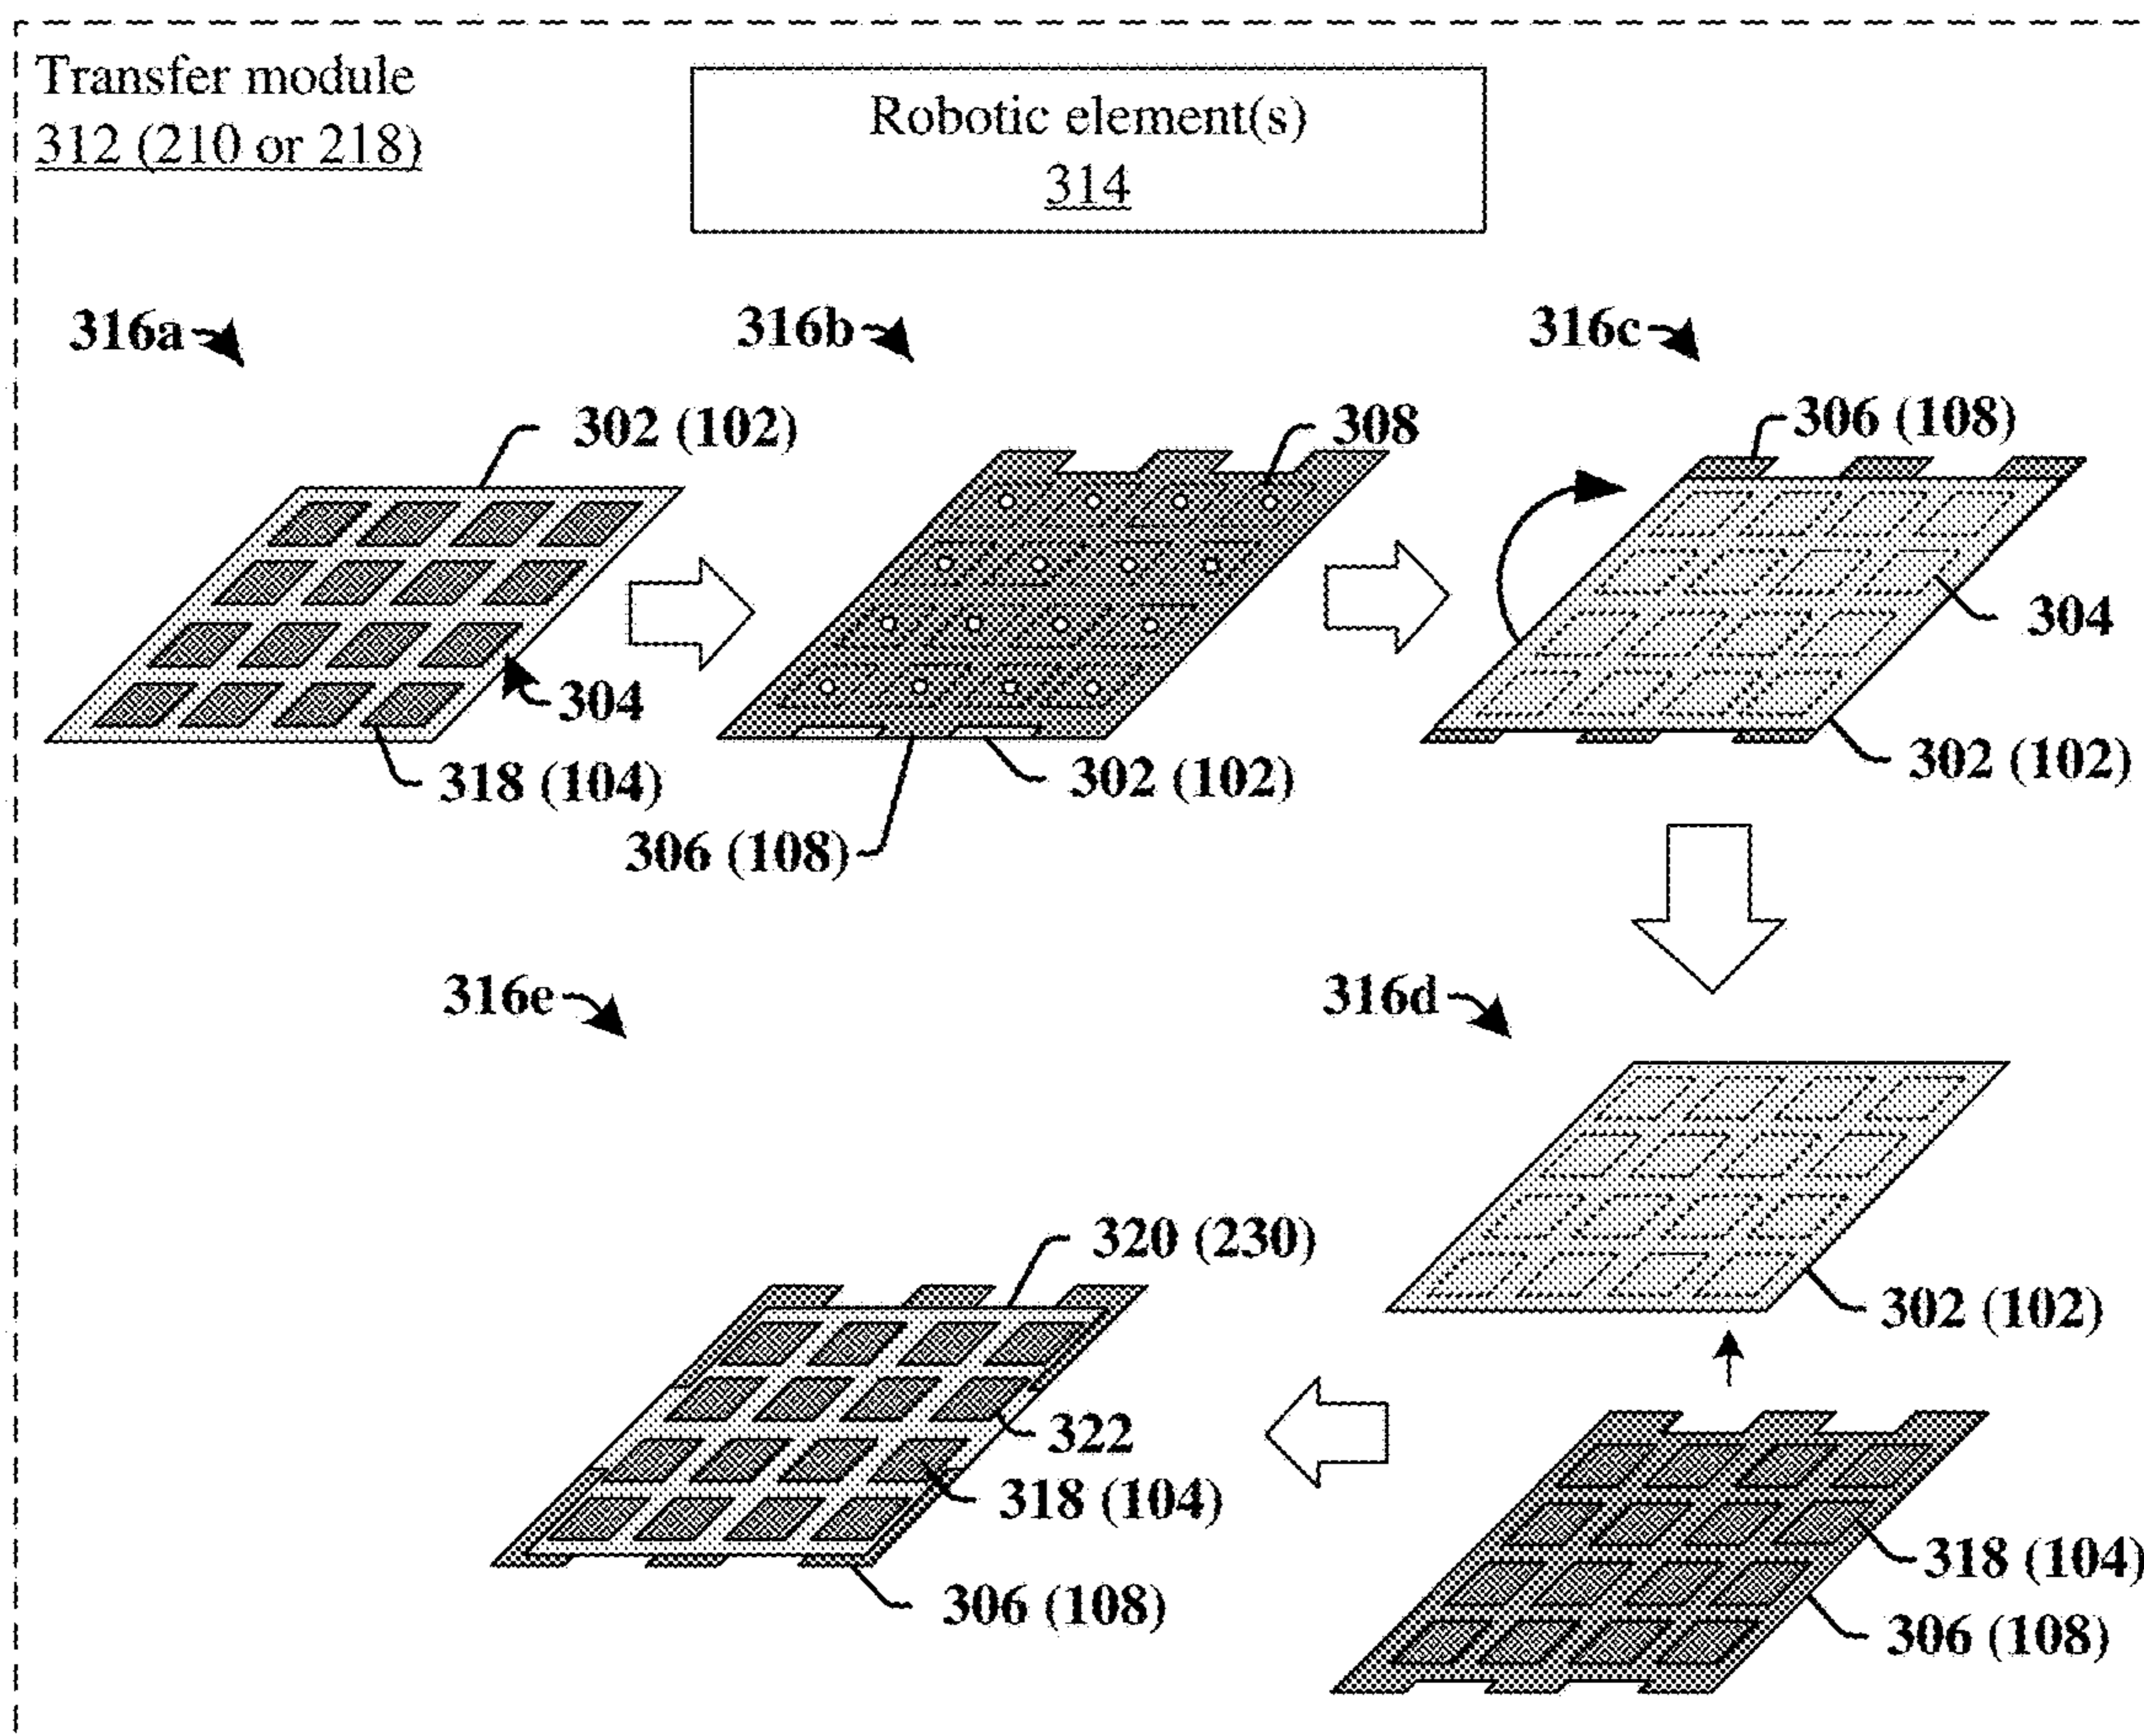 Transfer module
312 (210 or 218)
Robotic element(s)
314
316a
316b
316c
302 (102)
308
306 (108)
304
304
318 (104)
302 (102)
302 (102)
306 (108)
316e
316d
320 (230)
302 (102)
322
318 (104)
318 (104)
306 (108)
306 (108)